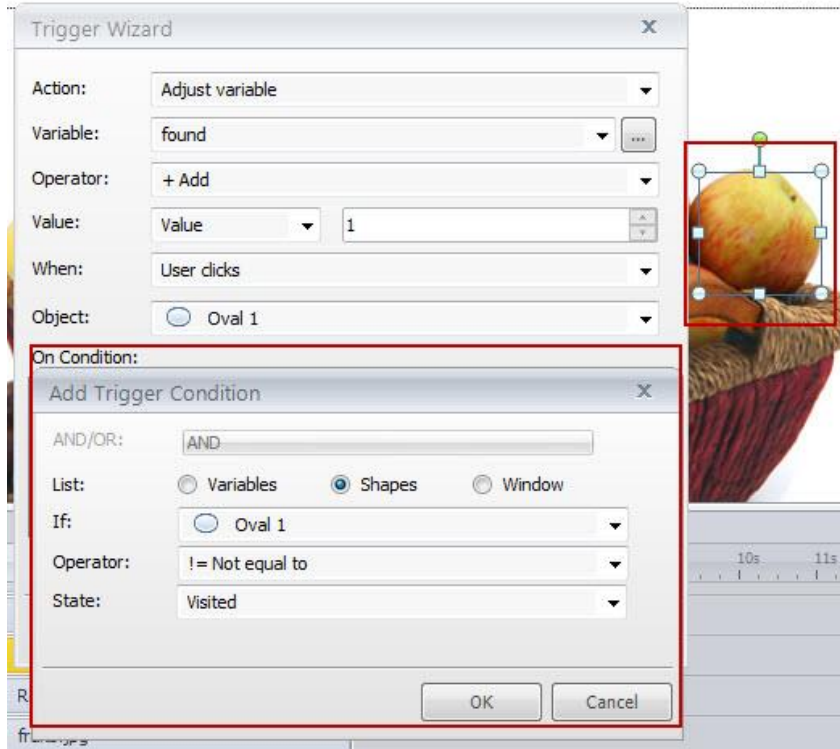 Trigger Wizard X
Action: Adjust variable
Variable: found ...
Operator: + Add
Value: Value 1
When: User clicks
Object: Oval 1
On Condition:
Add Trigger Condition X
AND/OR: AND
List: Variables Shapes Window
If: Oval 1
Operator: != Not equal to
10s 11s
State: Visited
OK Cancel
R